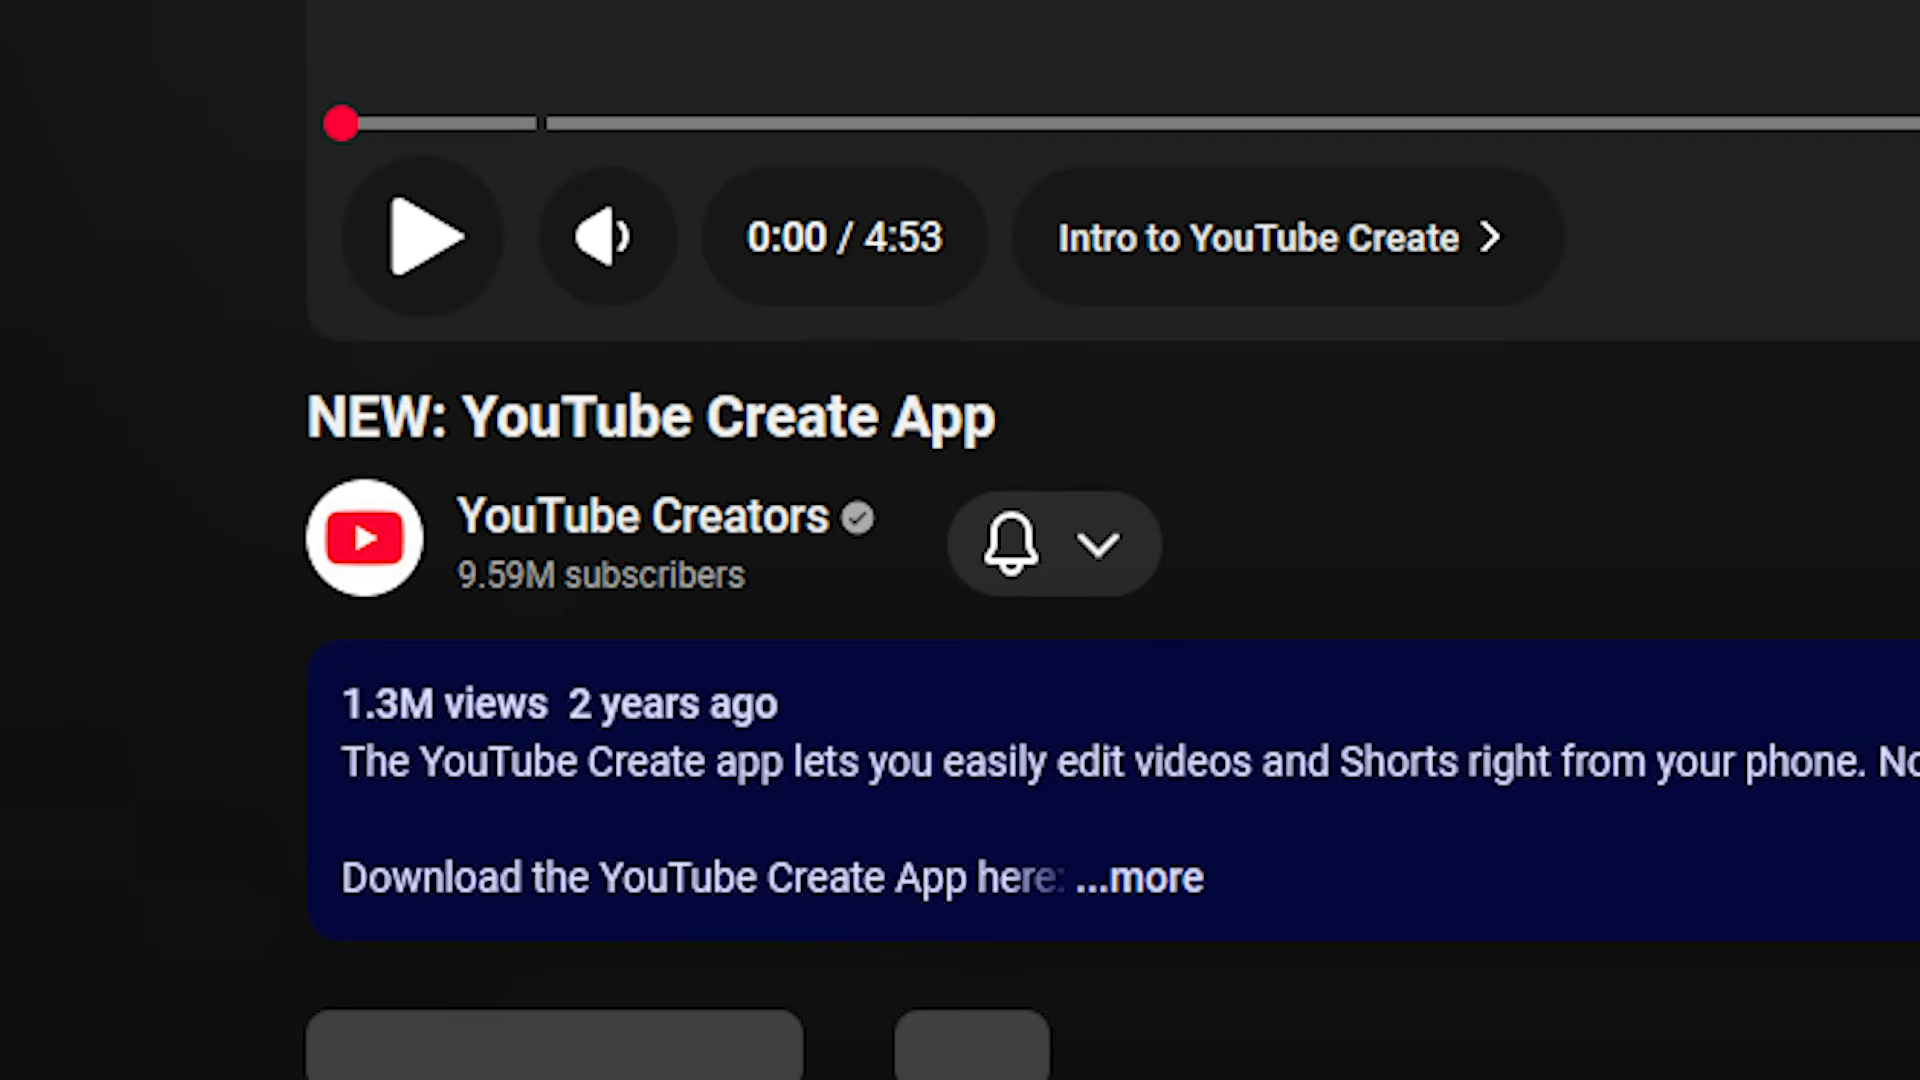 0:00 / 4:53
Intro to YouTube Create
NEW: YouTube Create App
YouTube Creators
9.59M subscribers
1.3M views 2 years ago
The YouTube Create app lets you easily edit videos and Shorts right from your phone.
Download the YouTube Create App here: ...more